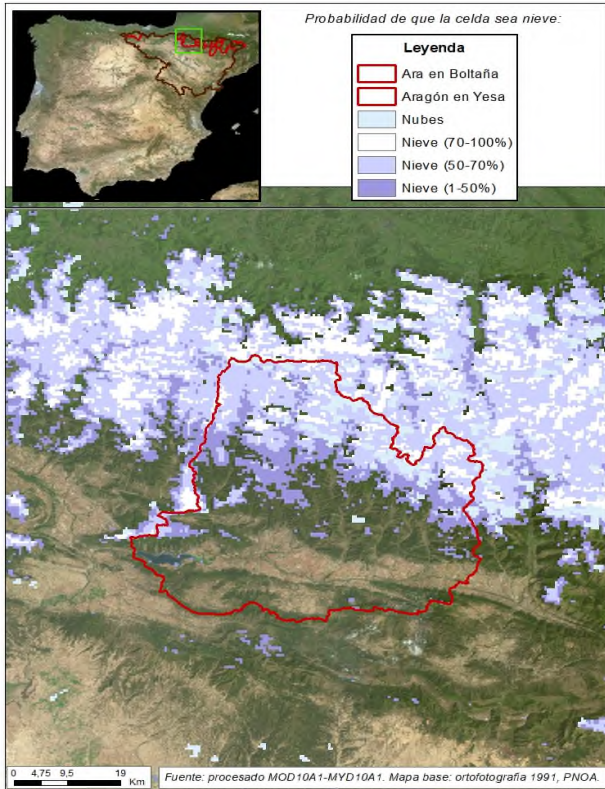 Probabilidad de que la celda sea nieve:
Leyenda
Ara en Boltaña
Aragón en Yesa
Nubes
Nieve (70-100%)
Nieve (50-70%)
Nieve (1-50%)
0 4,75 9,5 19
Km
Fuente: procesado MOD10A1-MYD10A1. Mapa base: ortofotografía 1991, PNOA.